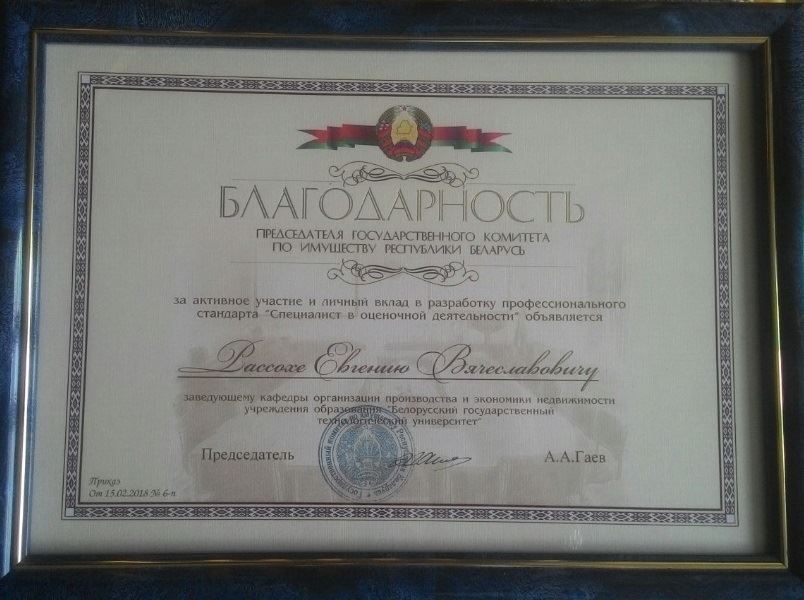 БЛАГОДАРНОСТЬ
ПРЕДСЕДАТЕЛЯ ГОСУДАРСТВЕННОГО КОМИТЕТА
ПО ИМУЩЕСТВУ РЕСПУБЛИКИ БЕЛАРУСЬ
за активное участие и личный вклад в разработку профессионального
стандарта "Специалист в оценочной деятельности" объявляется
Рассохе Евгению Вячеславовичу
заведующему кафедры организации производства и экономики недвижимости
учреждения образования "Белорусский государственный
технологический университет"
Председатель
А.А.Гаев
Приказ
От 15.02.2018 № 6-п